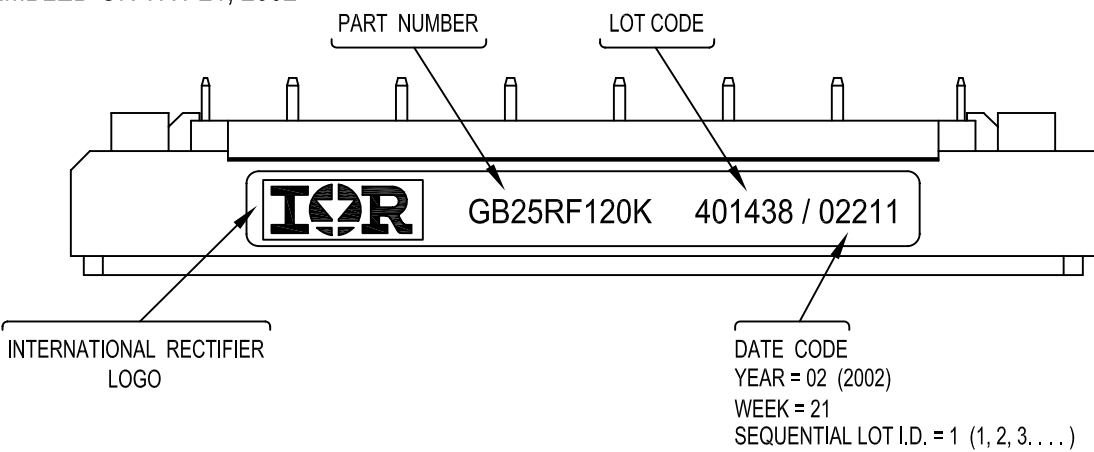 PART NUMBER
LOT CODE
IOR GB25RF120K 401438 / 02211
INTERNATIONAL RECTIFIER
LOGO
DATE CODE
YEAR = 02 (2002)
WEEK = 21
SEQUENTIAL LOT I.D. = 1 (1, 2, 3. . . . )